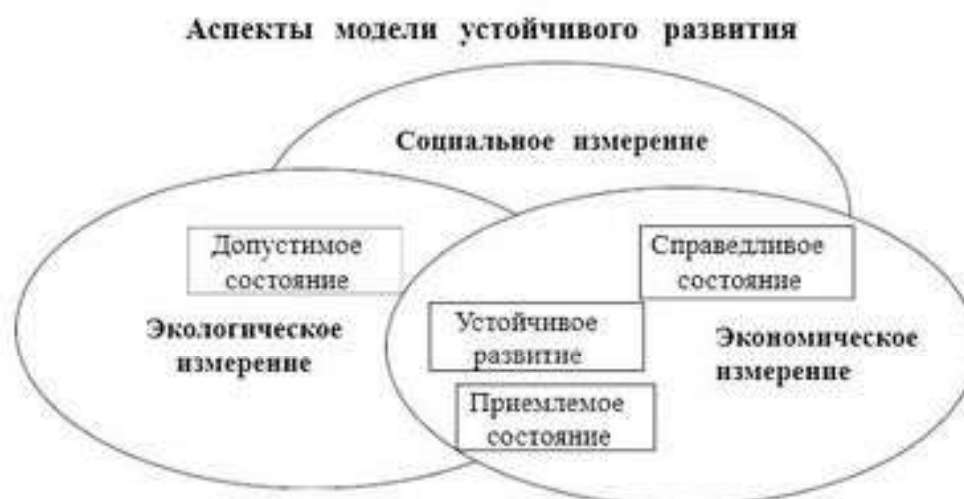 Аспекты модели устойчивого развития
Социальное измерение
Допустимое
состояние
Справедливое
состояние
Экологическое
измерение
Устойчивое
развитие
Экономическое
измерение
Приемлемое
состояние